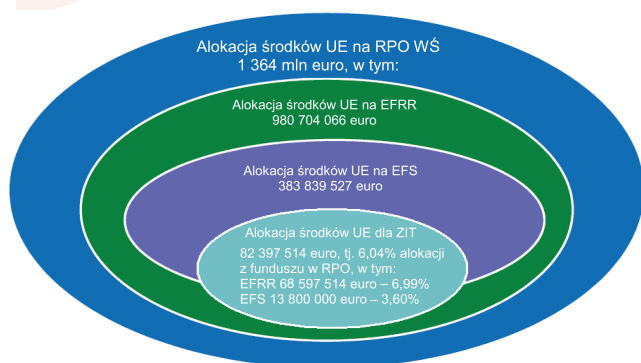 Alokacja środków UE na RPO WŚ
1 364 mln euro, w tym:
Alokacja środków UE na EFRR
980 704 066 euro
Alokacja środków UE na EFS
383 839 527 euro
Alokacja środków UE dla ZIT
82 397 514 euro, tj. 6,04% alokacji
z funduszu w RPO, w tym:
EFRR 68 597 514 euro – 6,99%
EFS 13 800 000 euro – 3,60%